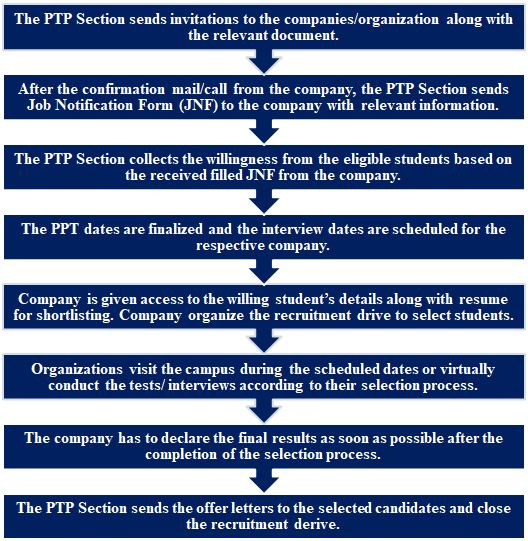 The PTP Section sends invitations to the companies/organization along with
the relevant document.
After the confirmation mail/call from the company, the PTP Section sends
Job Notification Form (JNF) to the company with relevant information.
The PTP Section collects the willingness from the eligible students based on
the received filled JNF from the company.
The PPT dates are finalized and the interview dates are scheduled for the
respective company.
Company is given access to the willing student's details along with resume
for shortlisting. Company organize the recruitment drive to select students.
Organizations visit the campus during the scheduled dates or virtually
conduct the tests/ interviews according to their selection process.
The company has to declare the final results as soon as possible after the
completion of the selection process.
The PTP Section sends the offer letters to the selected candidates and close
the recruitment derive.